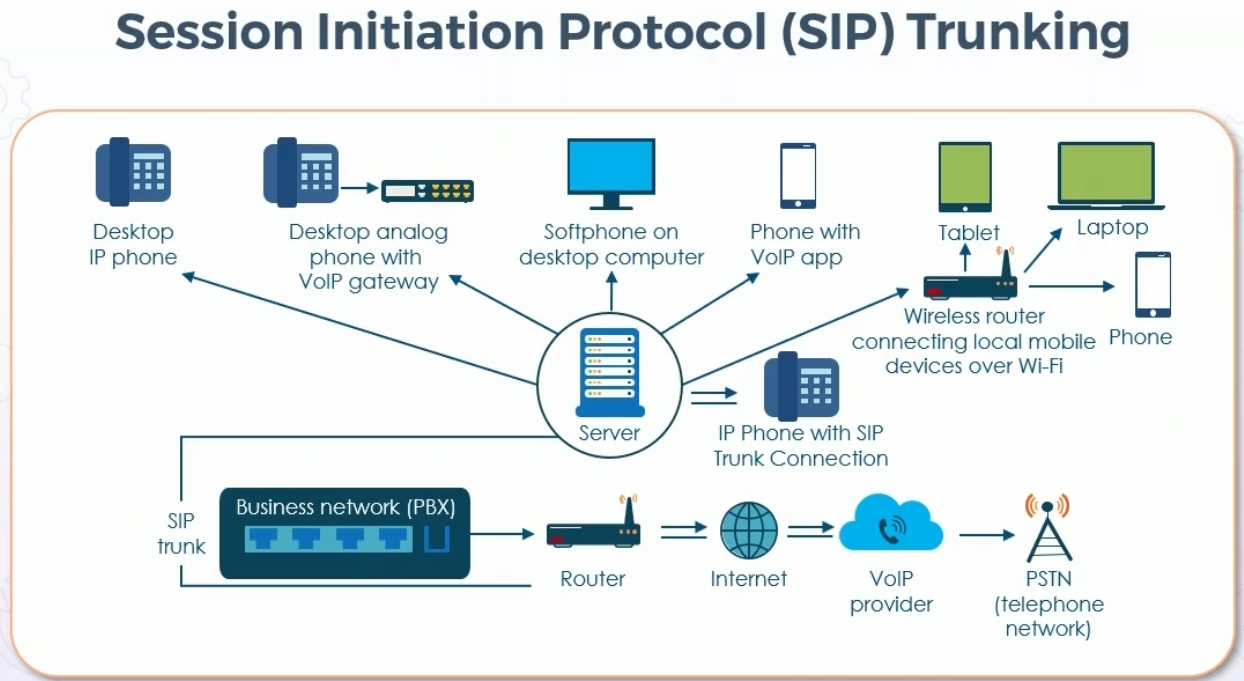 Session Initiation Protocol (SIP) Trunking
Desktop
IP phone
Desktop analog
phone with
VoIP gateway
Softphone on
desktop computer
Phone with
VoIP app
Tablet
Laptop
Wireless router
connecting local mobile
devices over Wi-Fi
Phone
Server
IP Phone with SIP
Trunk Connection
SIP
trunk
Business network (PBX)
Router
Internet
VoIP
provider
PSTN
(telephone
network)